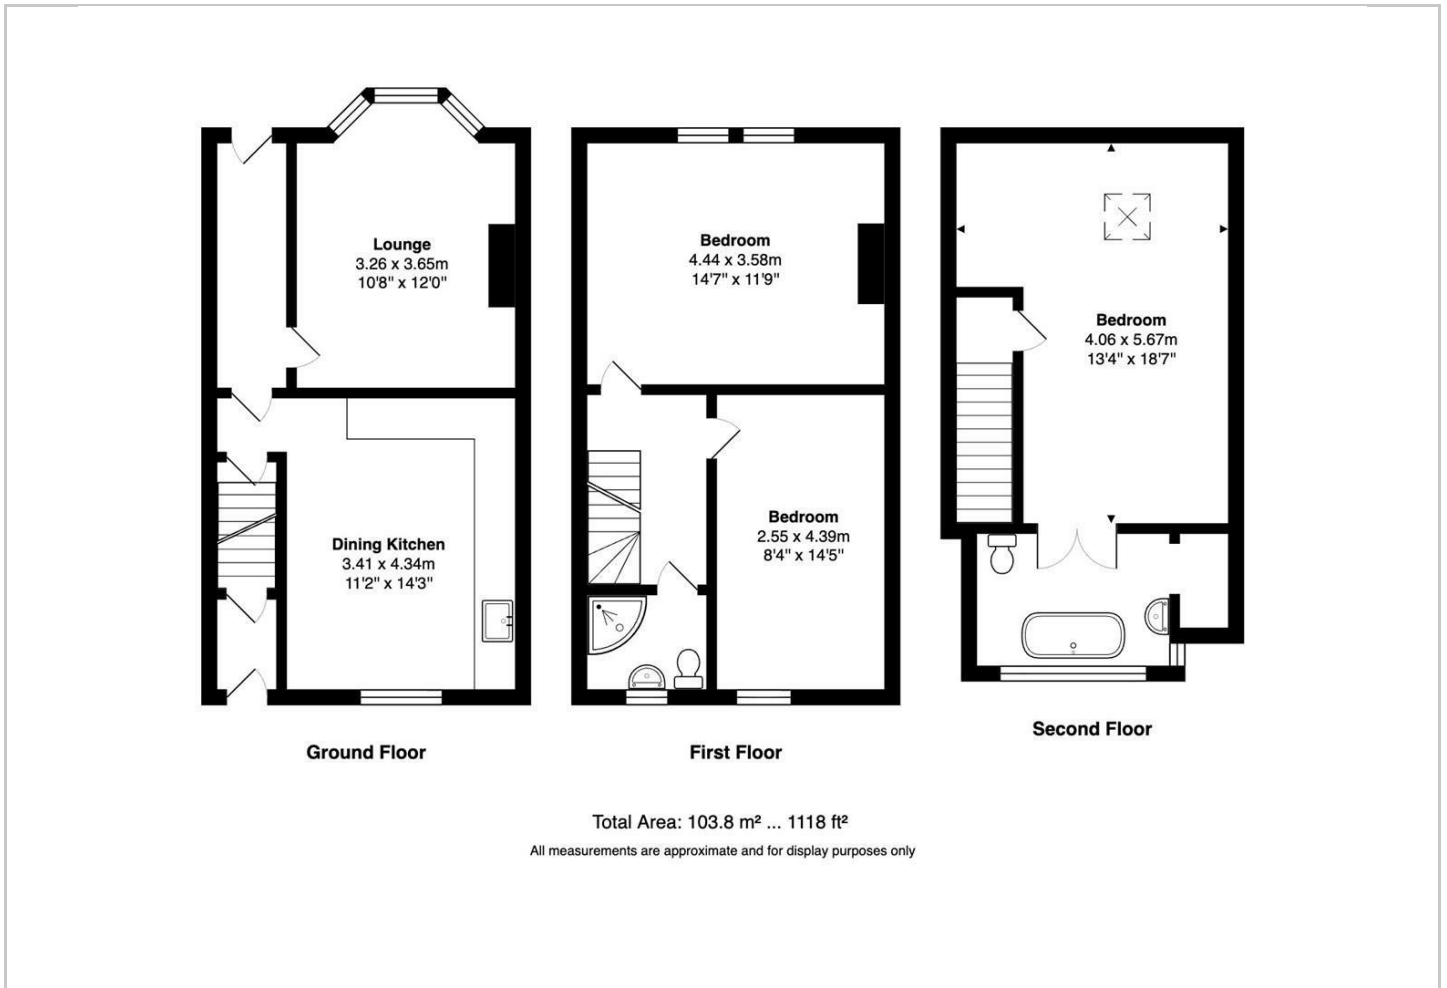 Lounge
3.26 x 3.65m
10'8" x 12'0"
Dining Kitchen
3.41 x 4.34m
11'2" x 14'3"
Ground Floor
Bedroom
4.44 x 3.58m
14'7" x 11'9"
Bedroom
2.55 x 4.39m
8'4" x 14'5"
First Floor
Bedroom
4.06 x 5.67m
13'4" x 18'7"
Second Floor
Total Area: 103.8 m² ... 1118 ft²
All measurements are approximate and for display purposes only